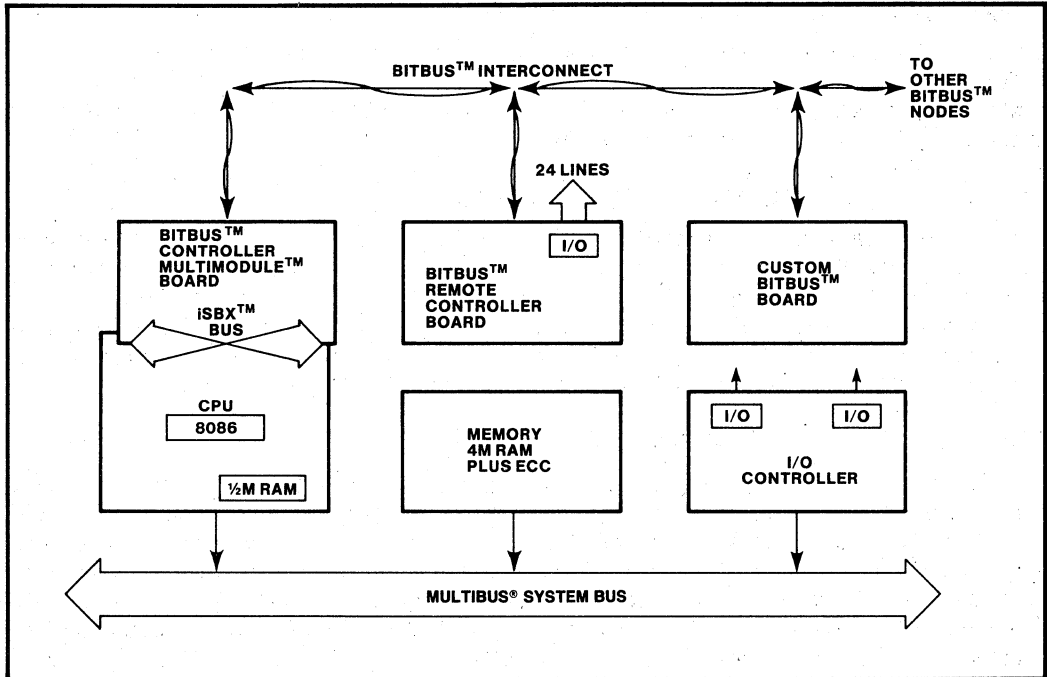 BITBUS™ INTERCONNECT
TO
OTHER
BITBUS™
NODES
24 LINES
BITBUS™
CONTROLLER
MULTIMODULE™
BOARD
iSBX™
BUS
I/O
BITBUS™
REMOTE
CONTROLLER
BOARD
CUSTOM
BITBUS™
BOARD
CPU
8086
½M RAM
MEMORY
4M RAM
PLUS ECC
I/O
I/O
I/O
CONTROLLER
MULTIBUS® SYSTEM BUS